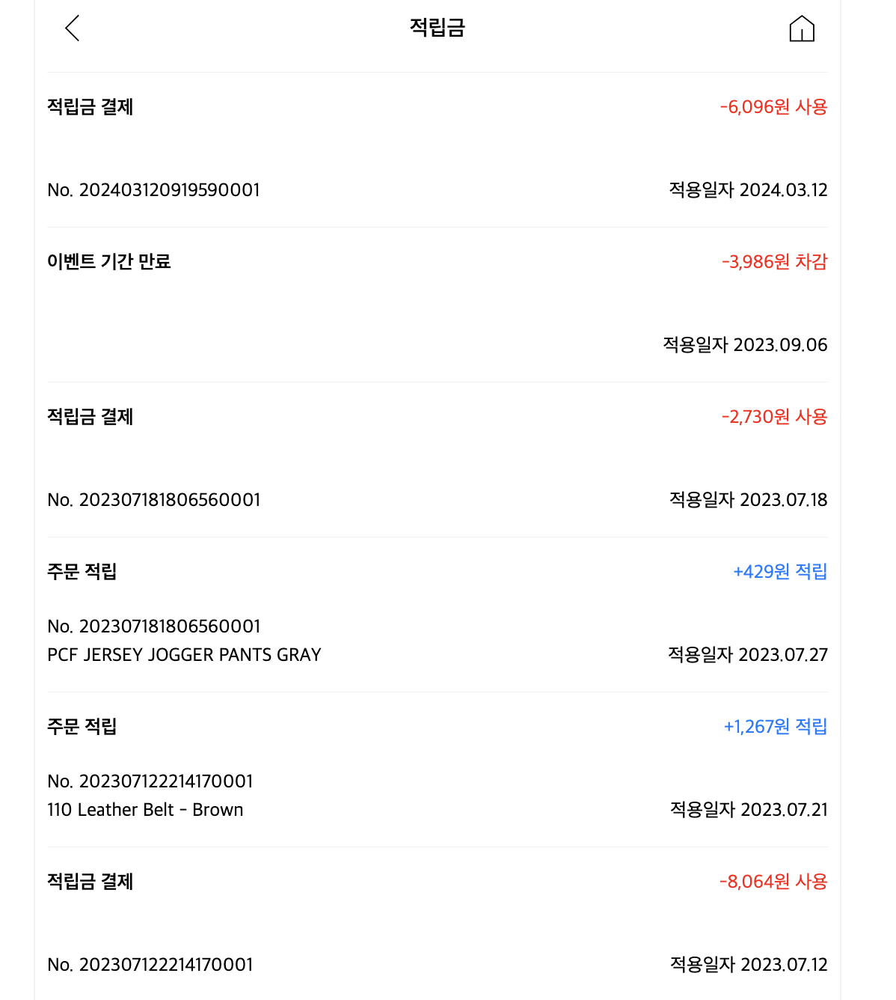 적립금
적립금 결제 -6,096원 사용
No. 202403120919590001 적용일자 2024.03.12
이벤트 기간 만료 -3,986원 차감
적용일자 2023.09.06
적립금 결제 -2,730원 사용
No. 202307181806560001 적용일자 2023.07.18
주문 적립 +429원 적립
No. 202307181806560001
PCF JERSEY JOGGER PANTS GRAY 적용일자 2023.07.27
주문 적립 +1,267원 적립
No. 202307122214170001
110 Leather Belt - Brown 적용일자 2023.07.21
적립금 결제 -8,064원 사용
No. 202307122214170001 적용일자 2023.07.12